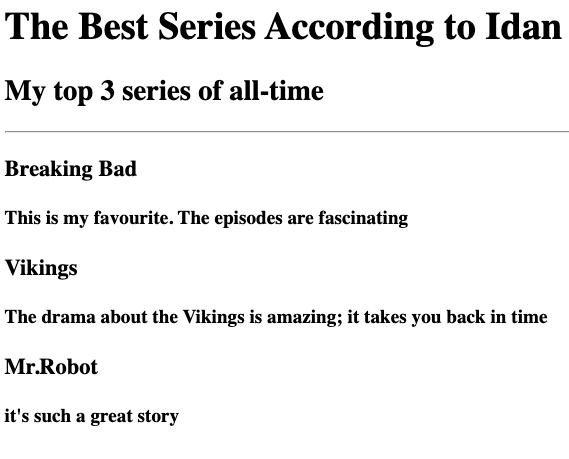 The Best Series According to Idan
My top 3 series of all-time
Breaking Bad
This is my favourite. The episodes are fascinating
Vikings
The drama about the Vikings is amazing; it takes you back in time
Mr.Robot
it's such a great story